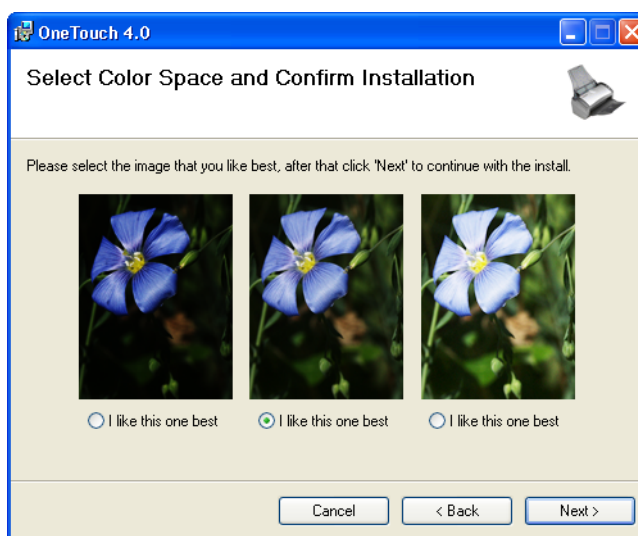 OneTouch 4.0
Select Color Space and Confirm Installation
Please select the image that you like best, after that click 'Next' to continue with the install.
I like this one best I like this one best I like this one best
Cancel < Back Next >